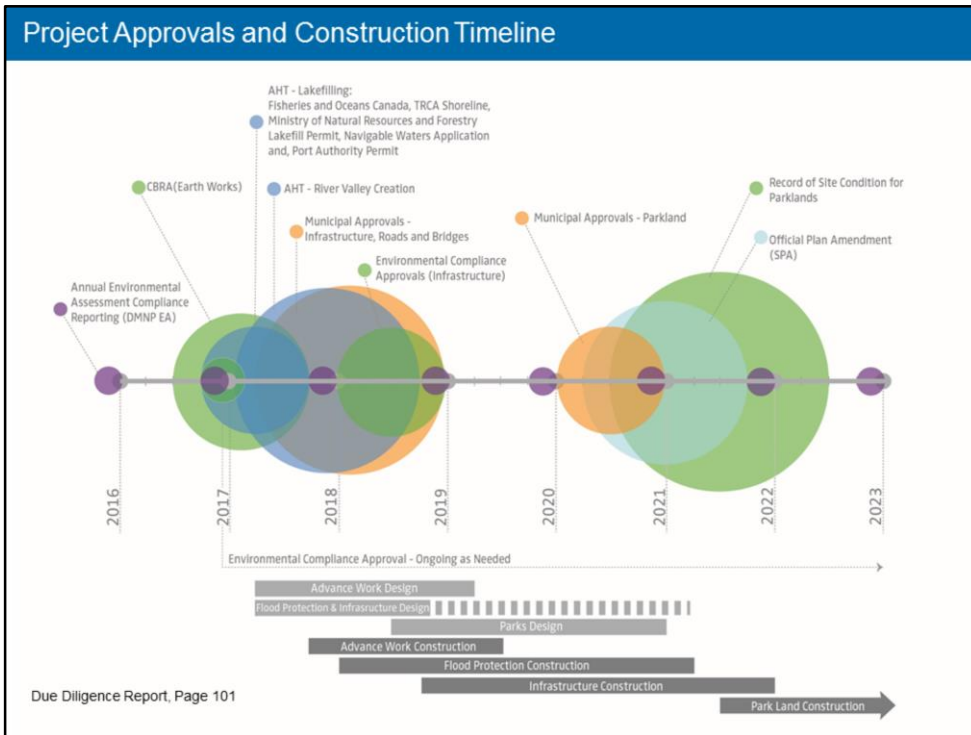 Project Approvals and Construction Timeline
AHT - Lakefilling:
Fisheries and Oceans Canada, TRCA Shoreline,
Ministry of Natural Resources and Forestry
Lakefill Permit, Navigable Waters Application
and, Port Authority Permit
CBRA(Earth Works)
AHT - River Valley Creation
Municipal Approvals -
Infrastructure, Roads and Bridges
Environmental Compliance
Approvals (Infrastructure)
Annual Environmental
Assessment Compliance
Reporting (DMNP EA)
Municipal Approvals - Parkland
Record of Site Condition for
Parklands
Official Plan Amendment
(SPA)
2016
2017
2018
2019
2020
2021
2022
2023
Environmental Compliance Approval - Ongoing as Needed
Advance Work Design
Flood Protection & Infrasructure Design
Parks Design
Advance Work Construction
Flood Protection Construction
Infrastructure Construction
Park Land Construction
Due Diligence Report, Page 101